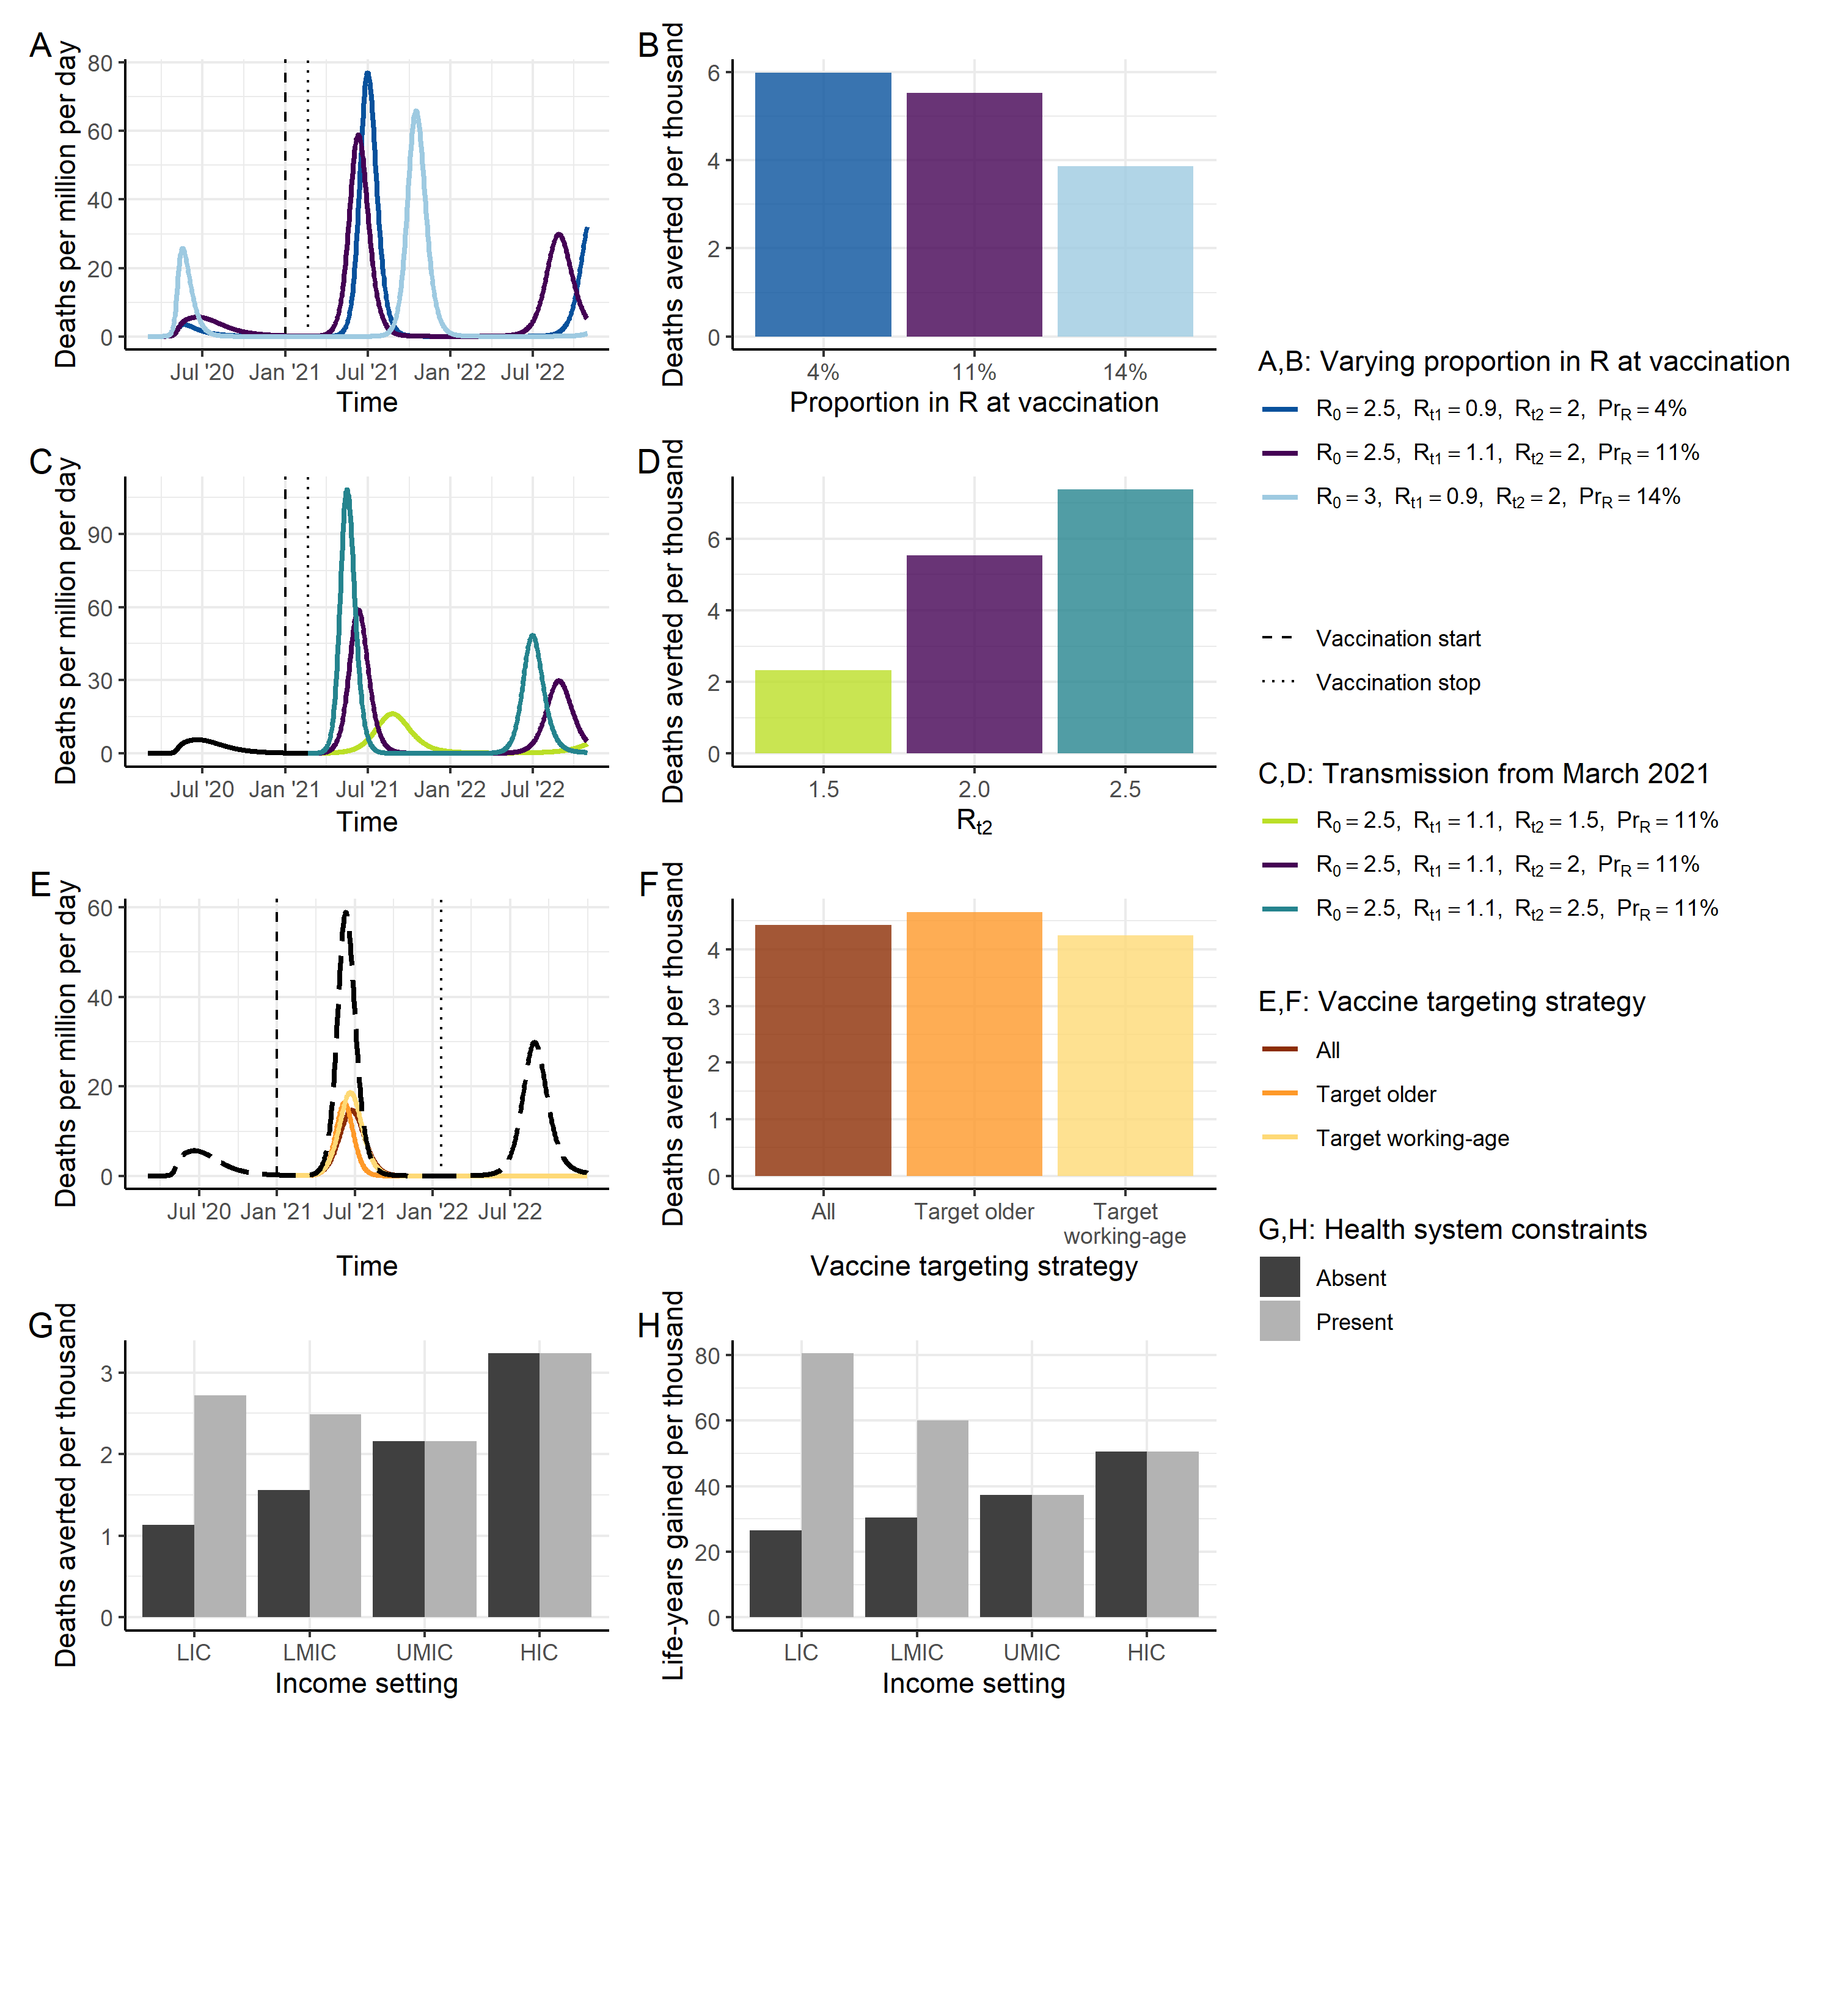 A
Deaths per million per day
80
60
40
20
0
Jul '20 Jan '21 Jul '21 Jan '22 Jul '22
Time
B
Deaths averted per thousand
6
4
2
0
4% 11% 14%
Proportion in R at vaccination
C
Deaths per million per day
90
60
30
0
Jul '20 Jan '21 Jul '21 Jan '22 Jul '22
Time
D
Deaths averted per thousand
6
4
2
0
1.5 2.0 2.5
Rt2
E
Deaths per million per day
60
40
20
0
Jul '20 Jan '21 Jul '21 Jan '22 Jul '22
Time
F
Deaths averted per thousand
4
3
2
1
0
All Target older Target
working-age
Vaccine targeting strategy
G
Deaths averted per thousand
3
2
1
0
LIC LMIC UMIC HIC
Income setting
H
Life-years gained per thousand
80
60
40
20
0
LIC LMIC UMIC HIC
Income setting
A,B: Varying proportion in R at vaccination
R0 = 2.5, Rt1 = 0.9, Rt2 = 2, PrR = 4%
R0 = 2.5, Rt1 = 1.1, Rt2 = 2, PrR = 11%
R0 = 3, Rt1 = 0.9, Rt2 = 2, PrR = 14%
Vaccination start
Vaccination stop
C,D: Transmission from March 2021
R0 = 2.5, Rt1 = 1.1, Rt2 = 1.5, PrR = 11%
R0 = 2.5, Rt1 = 1.1, Rt2 = 2, PrR = 11%
R0 = 2.5, Rt1 = 1.1, Rt2 = 2.5, PrR = 11%
E,F: Vaccine targeting strategy
All
Target older
Target working-age
G,H: Health system constraints
Absent
Present